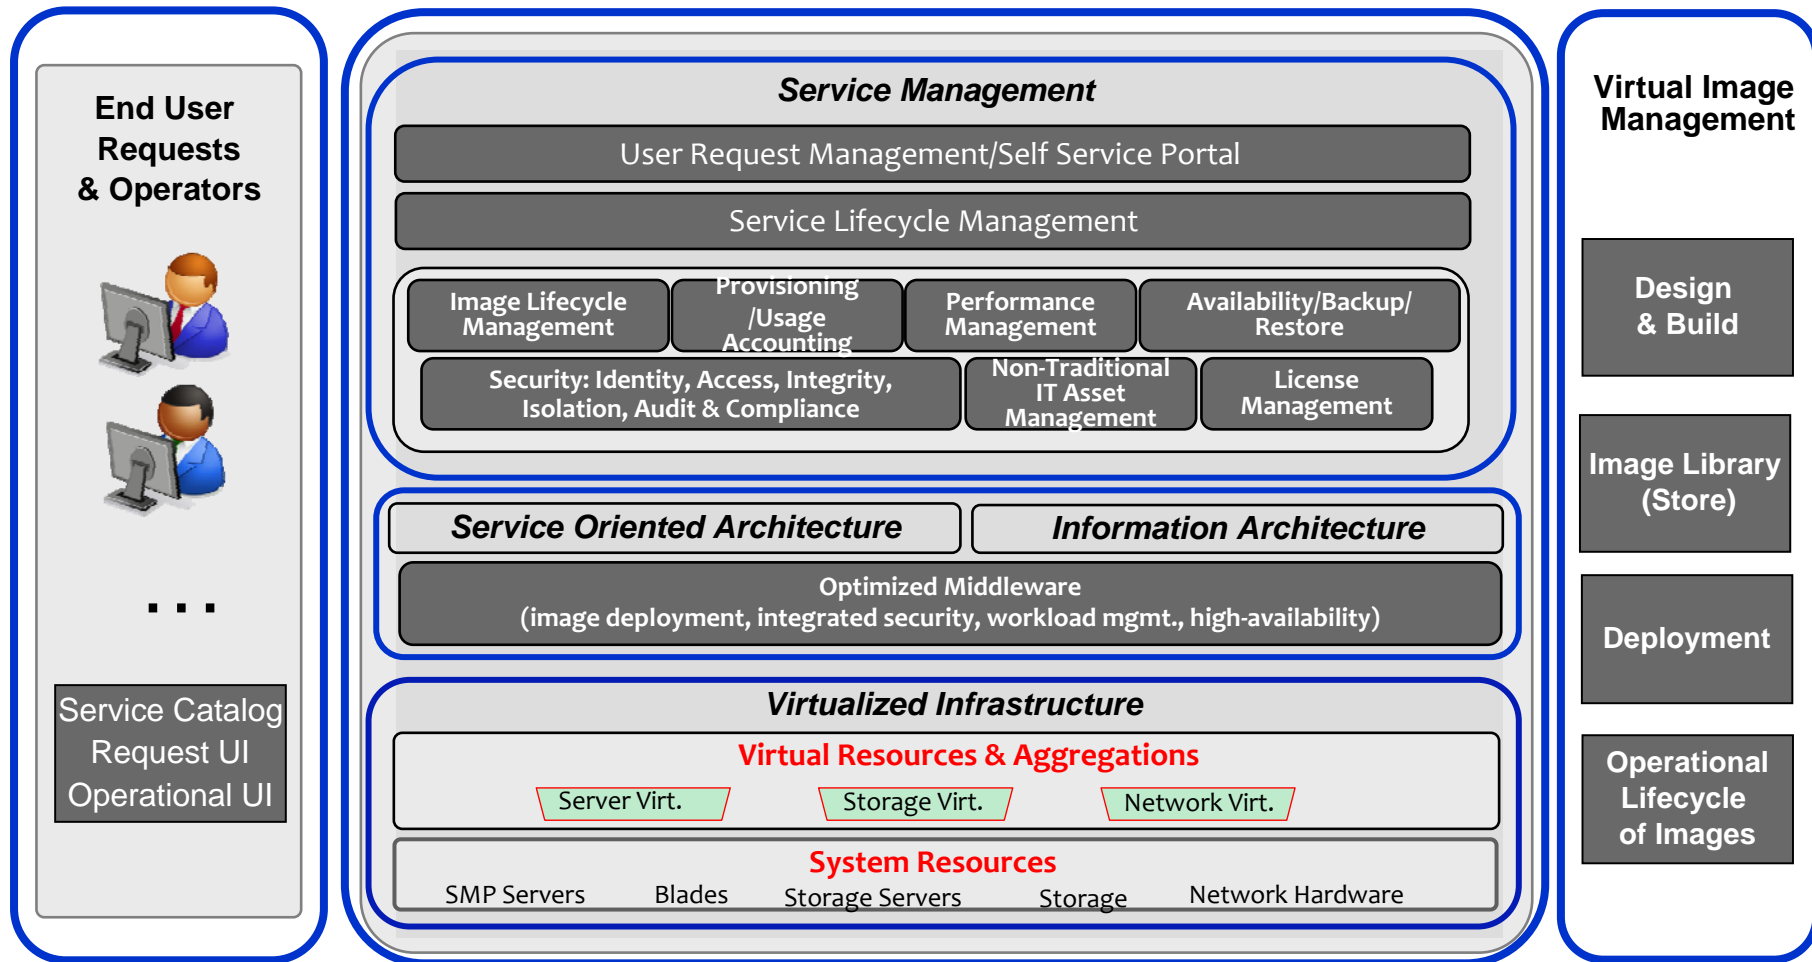 End User
Requests
& Operators
...
Service Catalog
Request UI
Operational UI
Service Management
User Request Management/Self Service Portal
Service Lifecycle Management
Image Lifecycle
Management
Provisioning
/Usage
Accounting
Performance
Management
Availability/Backup/
Restore
Security: Identity, Access, Integrity,
Isolation, Audit & Compliance
Non-Traditional
IT Asset
Management
License
Management
Service Oriented Architecture
Information Architecture
Optimized Middleware
(image deployment, integrated security, workload mgmt., high-availability)
Virtualized Infrastructure
Virtual Resources & Aggregations
Server Virt.
Storage Virt.
Network Virt.
System Resources
SMP Servers
Blades
Storage Servers
Storage
Network Hardware
Virtual Image
Management
Design
& Build
Image Library
(Store)
Deployment
Operational
Lifecycle
of Images